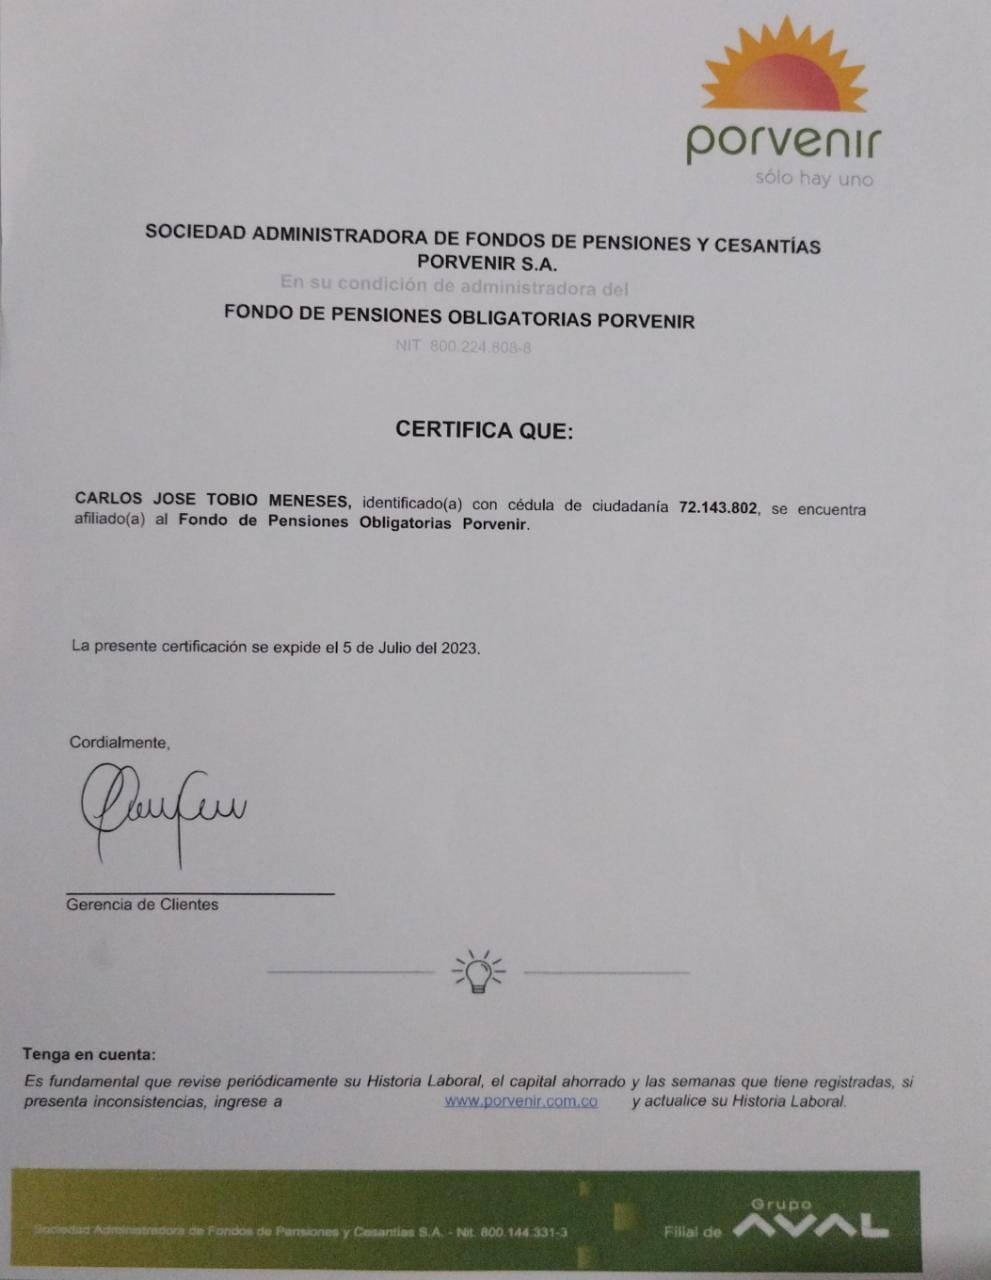 porvenir
sólo hay uno
SOCIEDAD ADMINISTRADORA DE FONDOS DE PENSIONES Y CESANTÍAS
PORVENIR S.A.
En su condición de administradora del
FONDO DE PENSIONES OBLIGATORIAS PORVENIR
NIT 800.224.808-8
CERTIFICA QUE:
CARLOS JOSE TOBIO MENESES, identificado(a) con cédula de ciudadanía 72.143.802, se encuentra
afiliado(a) al Fondo de Pensiones Obligatorias Porvenir.
La presente certificación se expide el 5 de Julio del 2023.
Cordialmente,
Gerencia de Clientes
Tenga en cuenta:
Es fundamental que revise periódicamente su Historia Laboral, el capital ahorrado y las semanas que tiene registradas, si
presenta inconsistencias, ingrese a www.porvenir.com.co y actualice su Historia Laboral.
Sociedad Administradora de Fondos de Pensiones y Cesantías S.A. - Nit. 800.144.331-3
Filial de
Grupo
AVAL